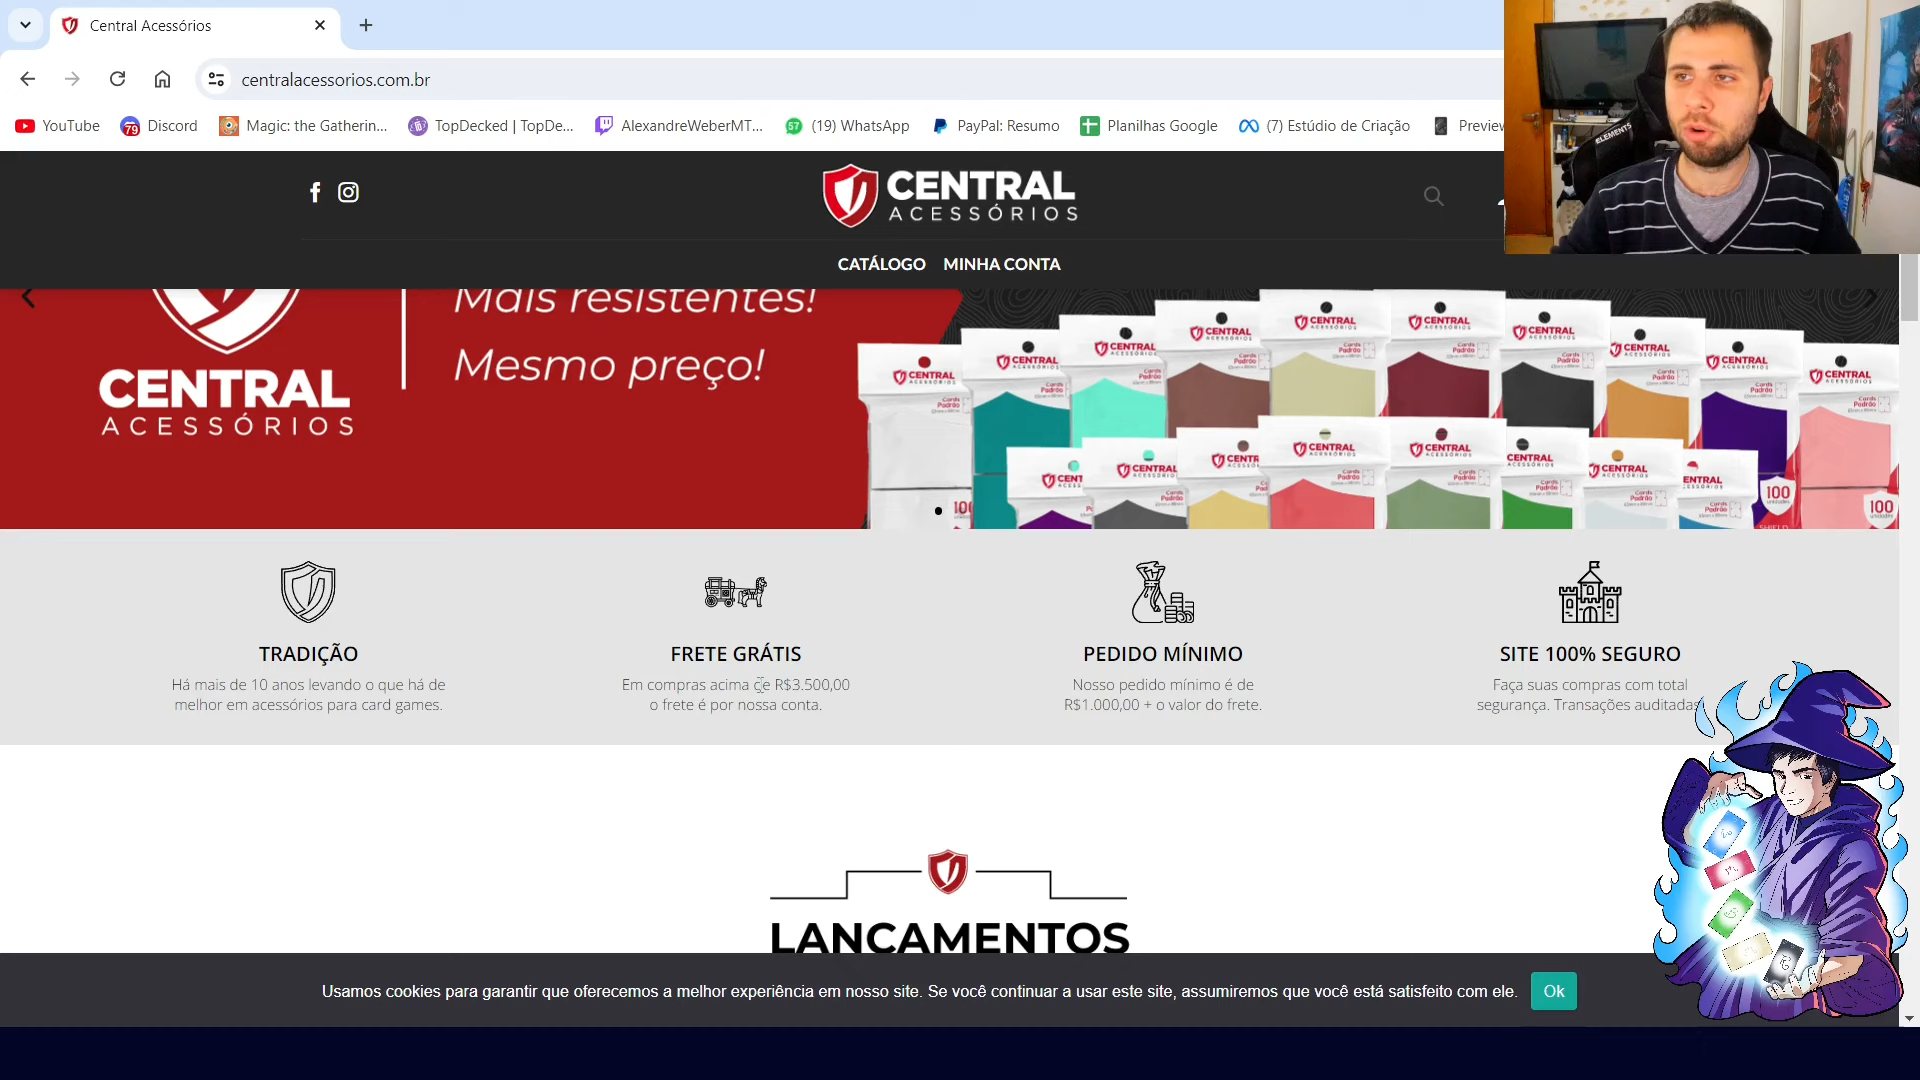 Central Acessórios
centralacessorios.com.br
YouTube
79
Discord
Magic: the Gatherin...
TopDecked | TopDe...
AlexandreWeberMT...
57
(19) WhatsApp
PayPal: Resumo
Planilhas Google
(7) Estúdio de Criação
Preview
ELEMENTS
CENTRAL
ACESSÓRIOS
CATÁLOGO
MINHA CONTA
Mais resistentes!
Mesmo preço!
CENTRAL
ACESSÓRIOS
TRADIÇÃO
Há mais de 10 anos levando o que há de
melhor em acessórios para card games.
FRETE GRÁTIS
Em compras acima de R$3.500,00
o frete é por nossa conta.
PEDIDO MÍNIMO
Nosso pedido mínimo é de
R$1.000,00 + o valor do frete.
SITE 100% SEGURO
Faça suas compras com total
segurança. Transações auditadas
LANÇAMENTOS
Usamos cookies para garantir que oferecemos a melhor experiência em nosso site. Se você continuar a usar este site, assumiremos que você está satisfeito com ele.
Ok